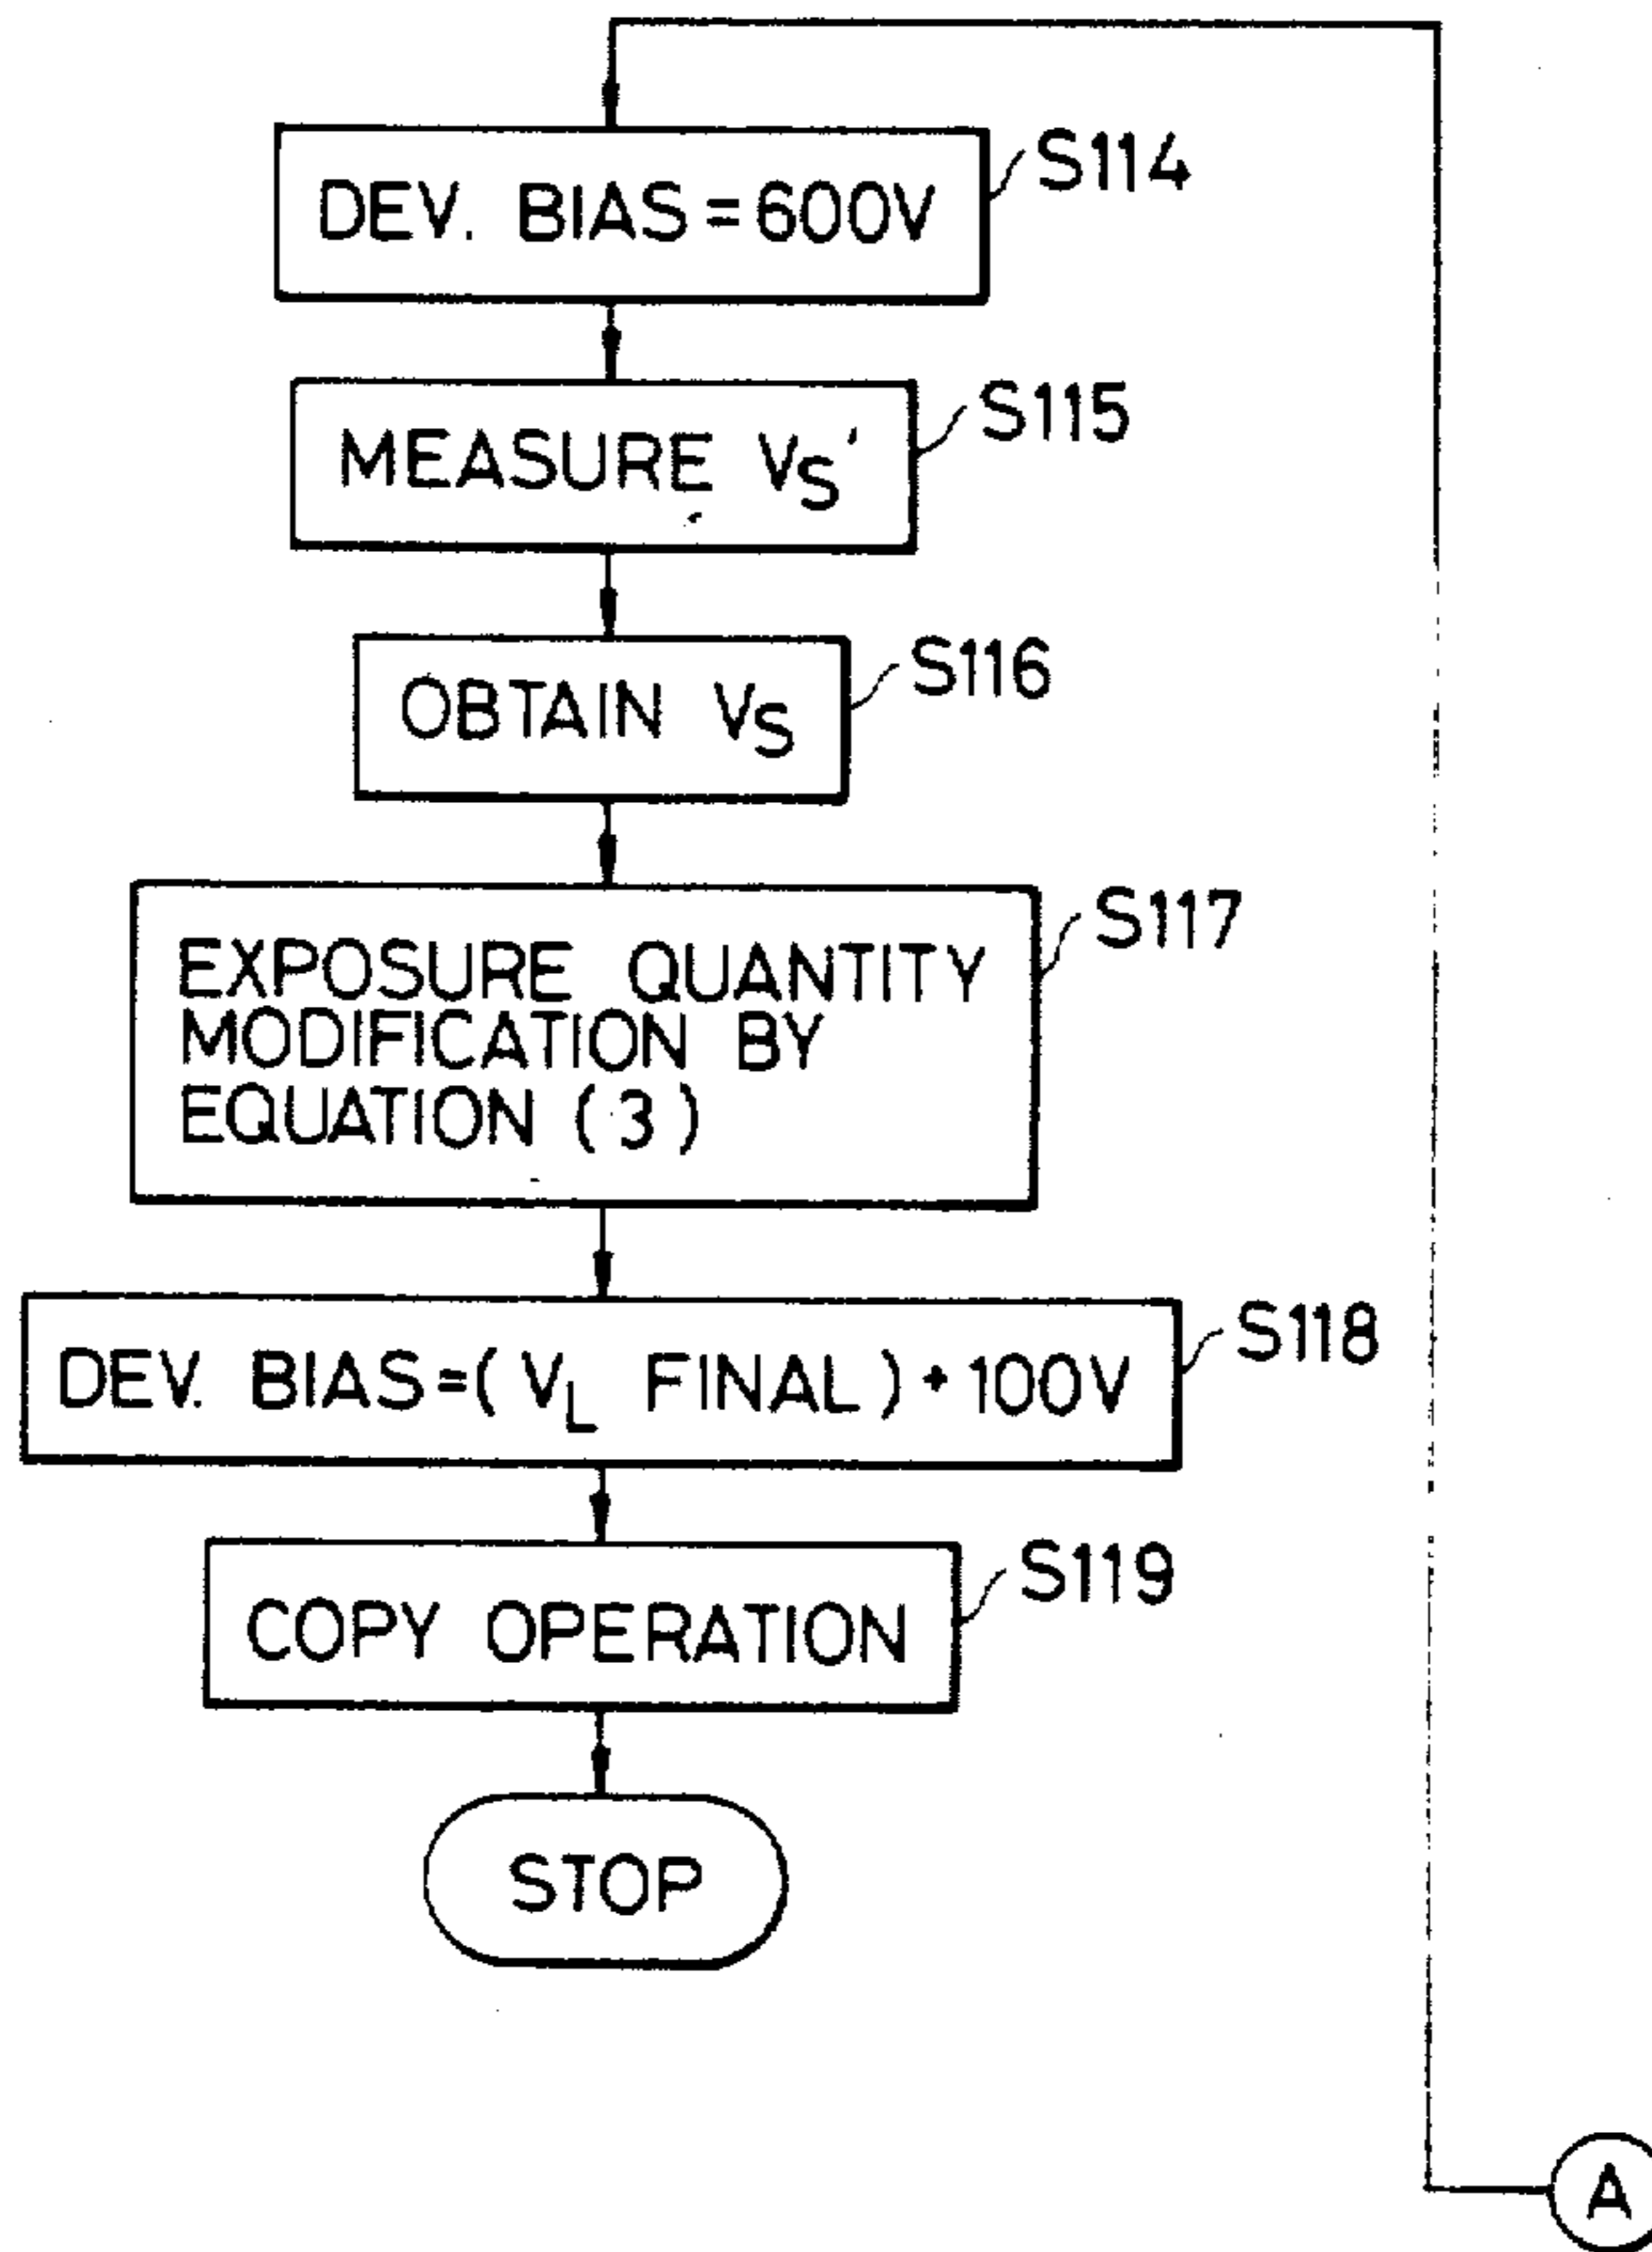 S114
DEV. BIAS=600V
S115
MEASURE VS'
S116
OBTAIN VS
S117
EXPOSURE QUANTITY
MODIFICATION BY
EQUATION (3)
S118
DEV. BIAS=(VL FINAL)+100V
S119
COPY OPERATION
STOP
A